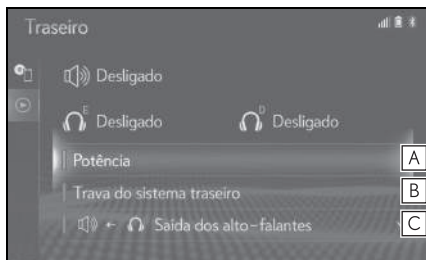 Traseiro
Desligado
E Desligado D Desligado
Potência A
Trava do sistema traseiro B
Saída dos alto-falantes C